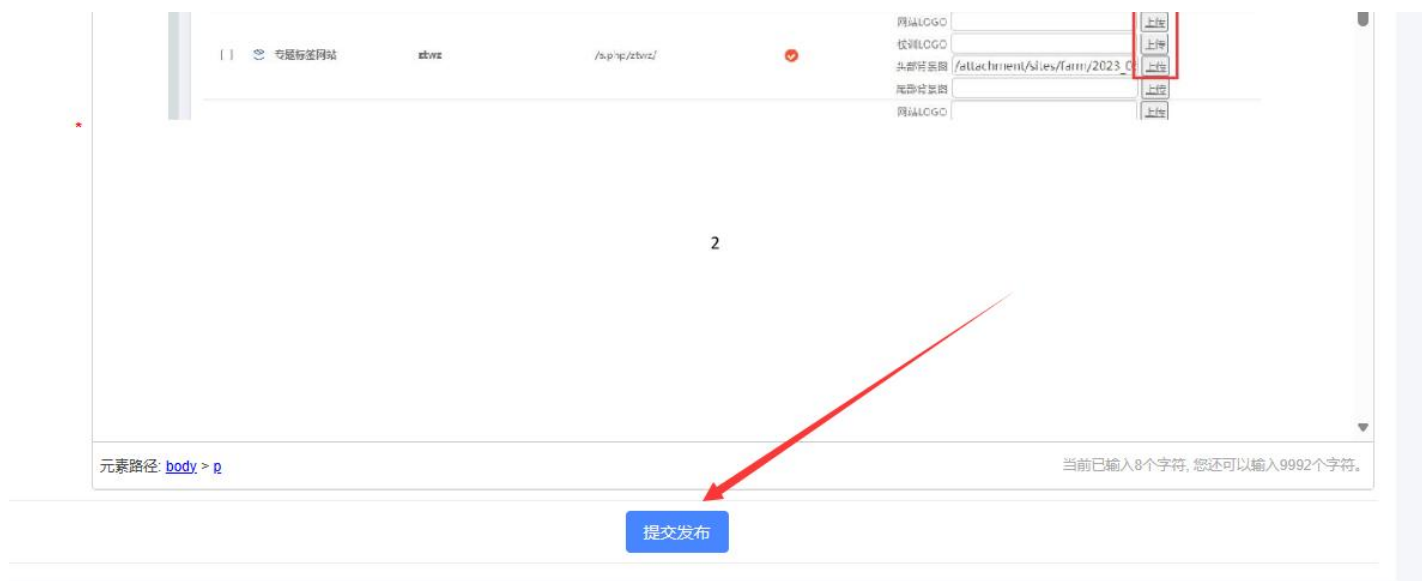 网站LOGO 上传
校训LOGO 上传
专题标签网站 ztwz /s.php/ztwz/
头部背景图 /attachment/sites/farm/2023_0 上传
尾部背景图 上传
网站LOGO 上传
*
2
元素路径: body > p
当前已输入8个字符, 您还可以输入9992个字符。
提交发布